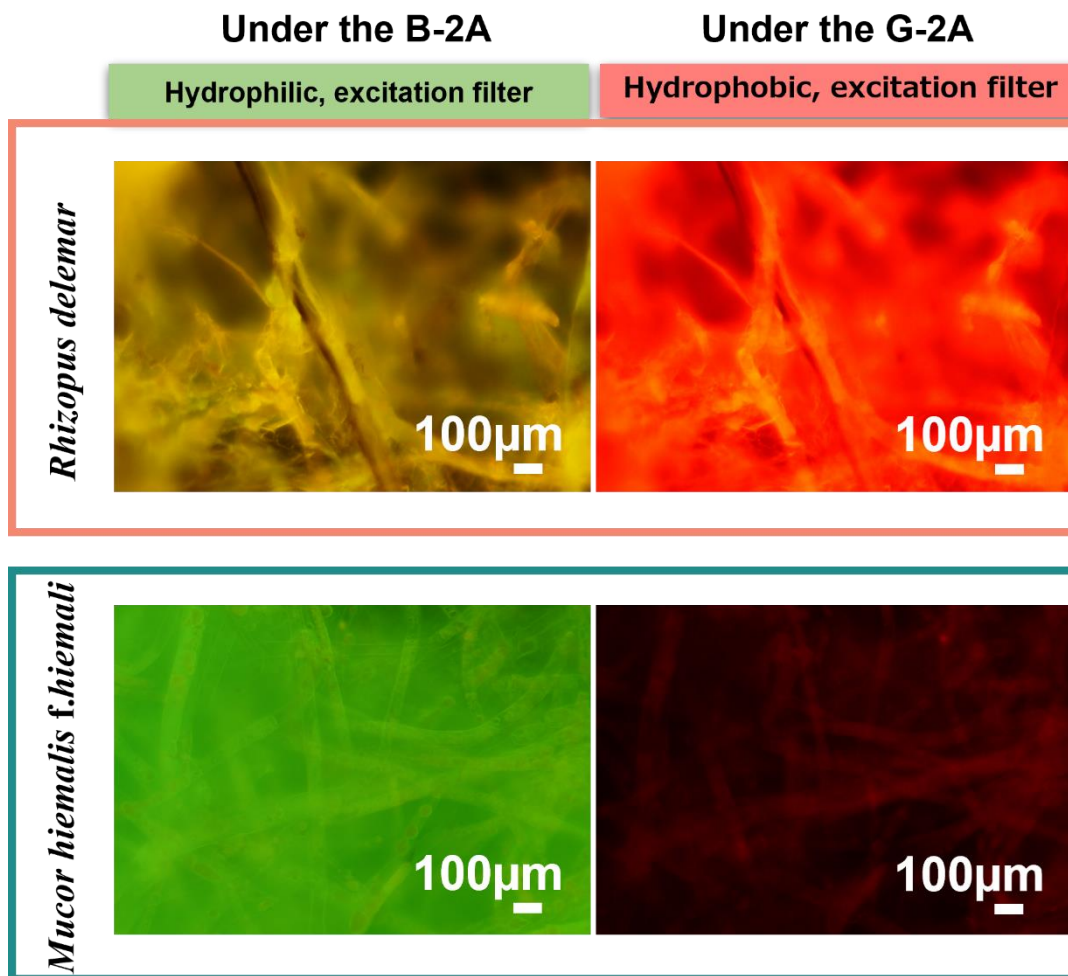 Under the B-2A
Under the G-2A
Hydrophilic, excitation filter
Hydrophobic, excitation filter
Rhizopus delemar
100μm
100μm
Mucor hiemalis f.hiemali
100μm
100μm